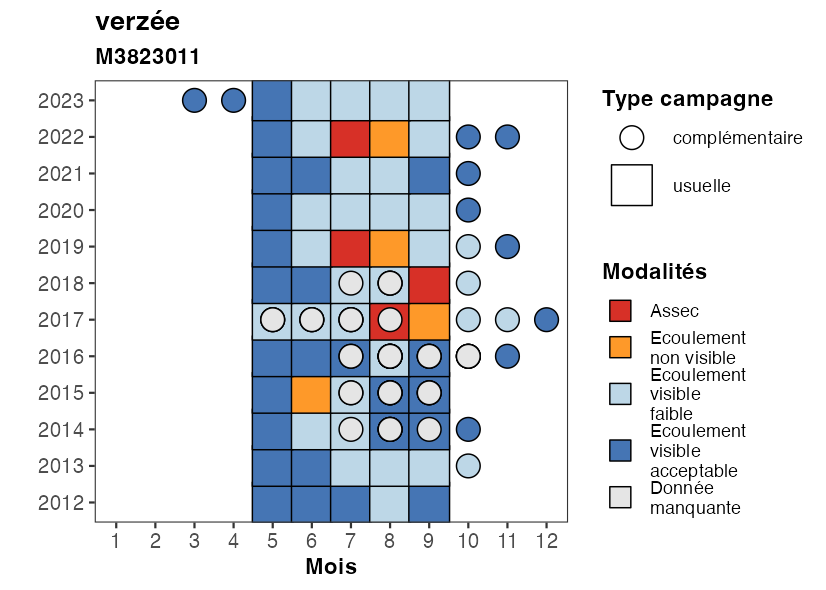 verzée
M3823011
2023
2022
2021
2020
2019
2018
2017
2016
2015
2014
2013
2012
1 2 3 4 5 6 7 8 9 10 11 12
Mois
Type campagne
complémentaire
usuelle
Modalités
Assec
Ecoulement
non visible
Ecoulement
visible
faible
Ecoulement
visible
acceptable
Donnée
manquante